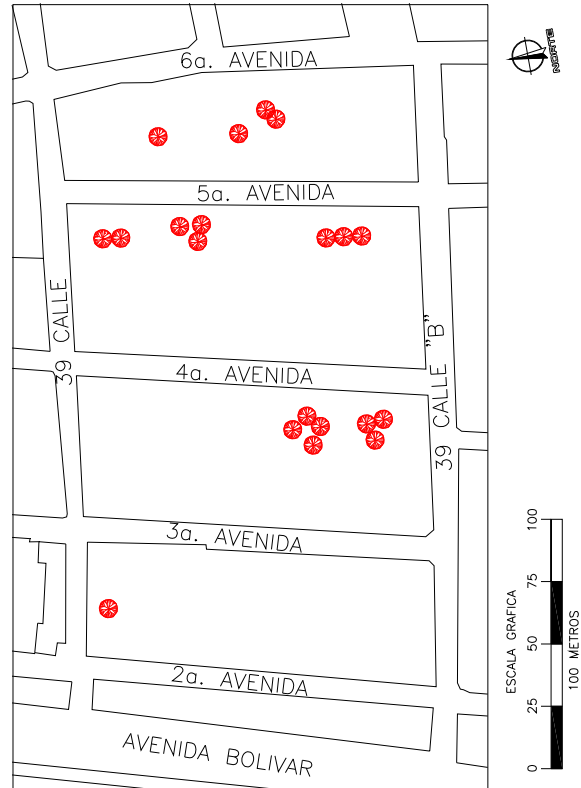 6a. AVENIDA
NORTE
5a. AVENIDA
39 CALLE
39 CALLE "B"
4a. AVENIDA
3a. AVENIDA
2a. AVENIDA
AVENIDA BOLIVAR
ESCALA GRAFICA
0 25 50 75 100
100 METROS